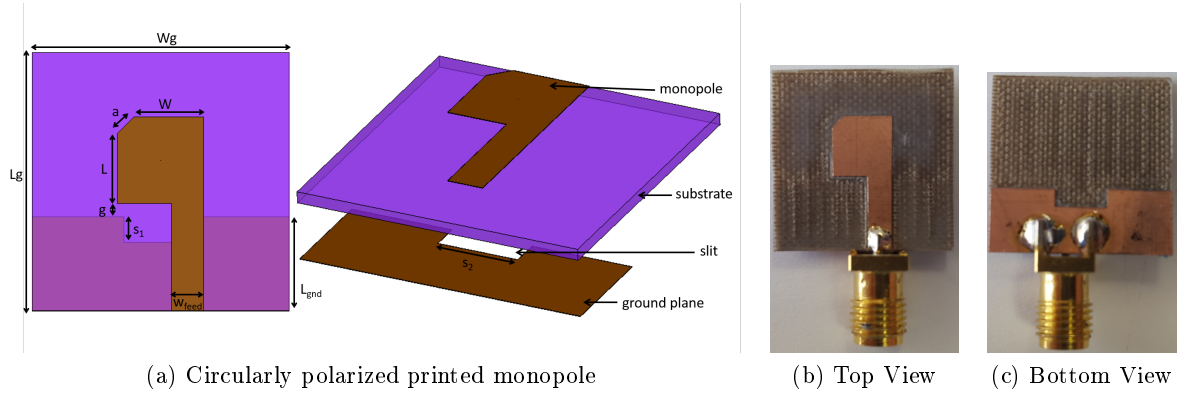 Wg
W
a
L
Lg
g
s1
wfeed
Lgnd
monopole
substrate
slit
s2
ground plane
(a) Circularly polarized printed monopole
(b) Top View
(c) Bottom View